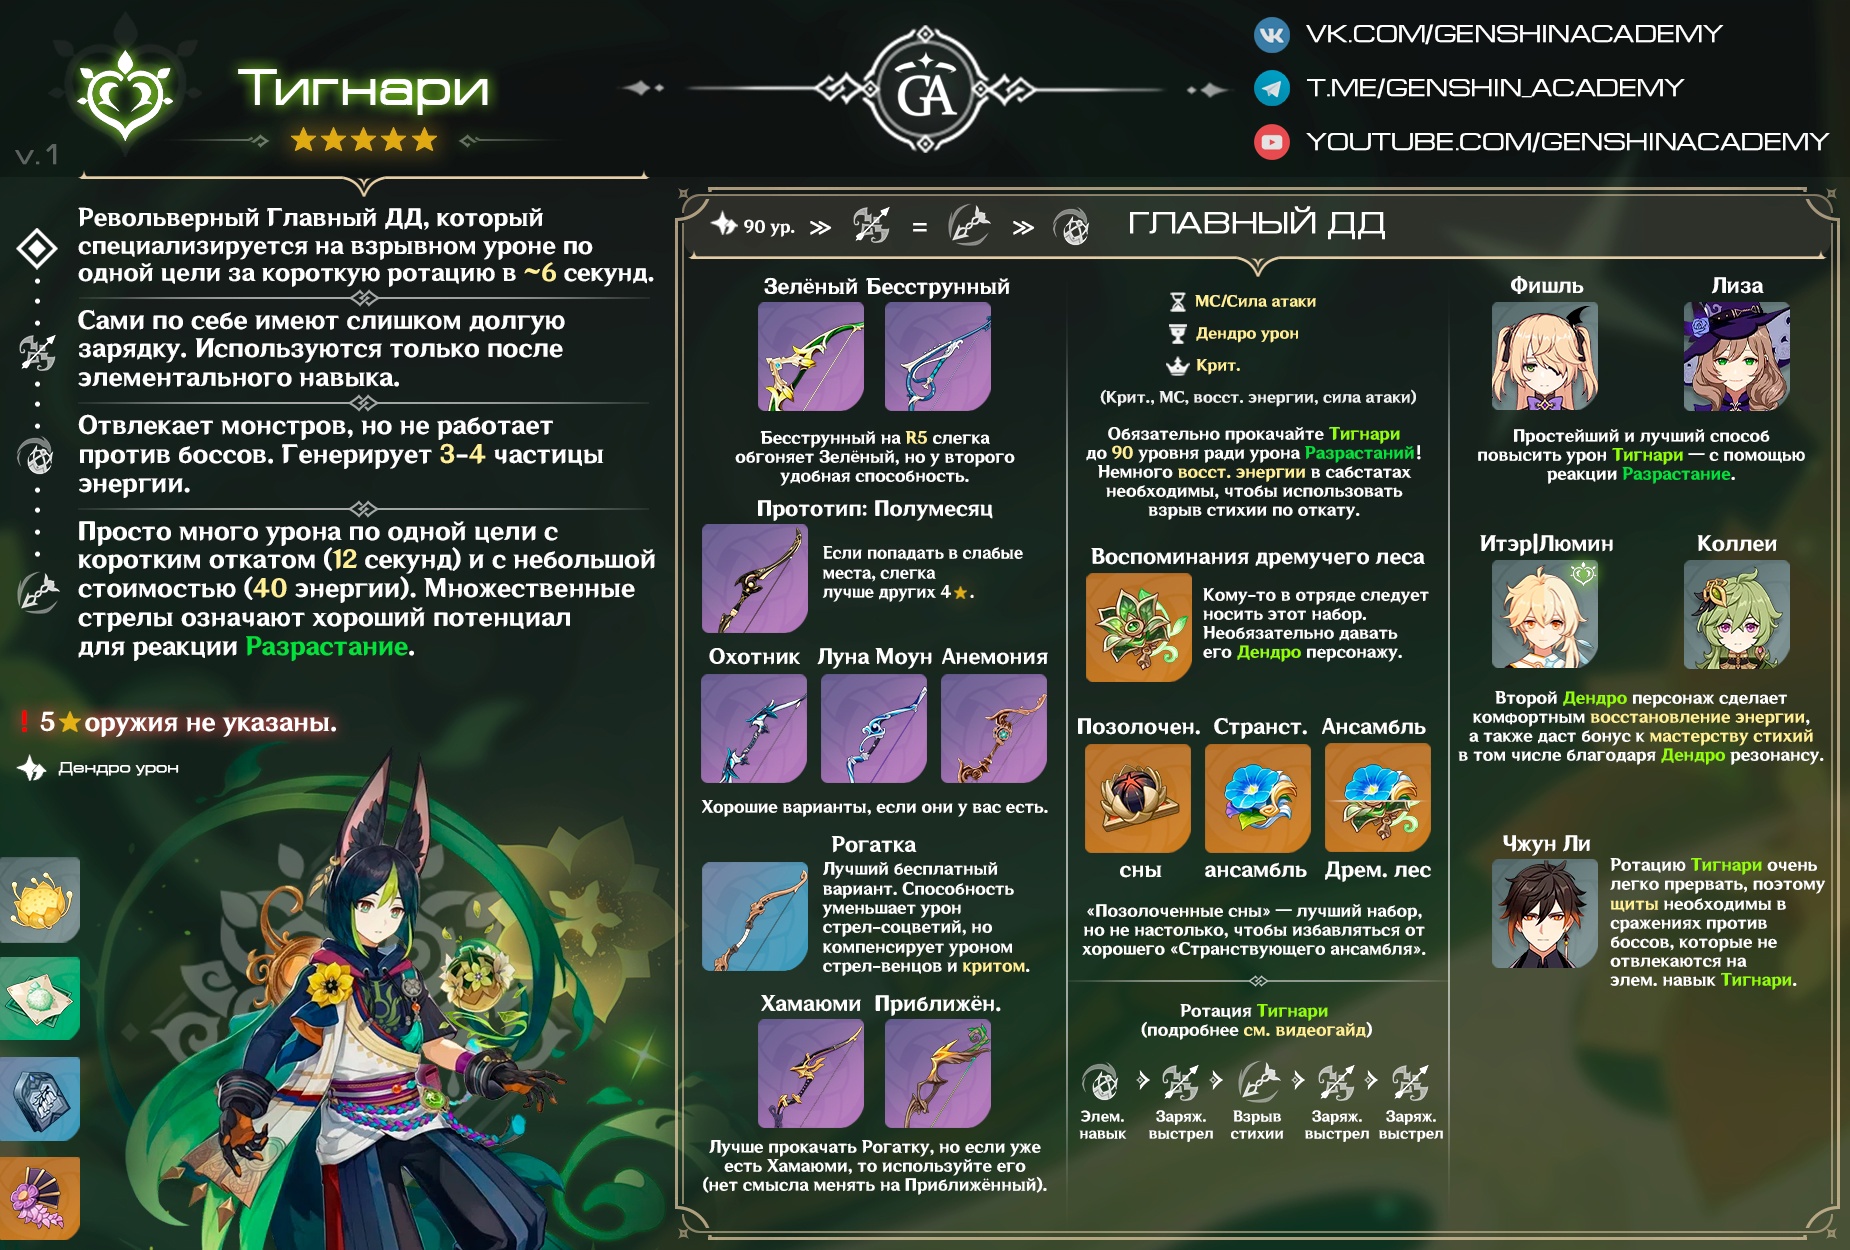 Тигнари
v.1
GA
VK.COM/GENSHINACADEMY
T.ME/GENSHIN_ACADEMY
YOUTUBE.COM/GENSHINACADEMY
Револьверный Главный ДД, который
специализируется на взрывном уроне по
одной цели за короткую ротацию в ~6 секунд.
Сами по себе имеют слишком долгую
зарядку. Используются только после
элементального навыка.
Отвлекает монстров, но не работает
против боссов. Генерирует 3-4 частицы
энергии.
Просто много урона по одной цели с
коротким откатом (12 секунд) и с небольшой
стоимостью (40 энергии). Множественные
стрелы означают хороший потенциал
для реакции Разрастание.
! 5★оружия не указаны.
Дендро урон
90 ур. >> = >> ГЛАВНЫЙ ДД
Зелёный Бесструнный
Бесструнный на R5 слегка
обгоняет Зелёный, но у второго
удобная способность.
Прототип: Полумесяц
Если попадать в слабые
места, слегка
лучше других 4★.
Охотник Луна Моун Анемония
Хорошие варианты, если они у вас есть.
Рогатка
Лучший бесплатный
вариант. Способность
уменьшает урон
стрел-соцветий, но
компенсирует уроном
стрел-венцов и критом.
Хамаюми Приближён.
Лучше прокачать Рогатку, но если уже
есть Хамаюми, то используйте его
(нет смысла менять на Приближённый).
МС/Сила атаки
Дендро урон
Крит.
(Крит., МС, восст. энергии, сила атаки)
Обязательно прокачайте Тигнари
до 90 уровня ради урона Разрастаний!
Немного восст. энергии в сабстатах
необходимы, чтобы использовать
взрыв стихии по откату.
Воспоминания дремучего леса
Кому-то в отряде следует
носить этот набор.
Необязательно давать
его Дендро персонажу.
Позолочен. Странст. Ансамбль
сны ансамбль Дрем. лес
«Позолоченные сны» — лучший набор,
но не настолько, чтобы избавляться от
хорошего «Странствующего ансамбля».
Ротация Тигнари
(подробнее см. видеогайд)
Элем. Заряж. Взрыв Заряж. Заряж.
навык выстрел стихии выстрел выстрел
Фишль Лиза
Простейший и лучший способ
повысить урон Тигнари — с помощью
реакции Разрастание.
Итэр|Люмин Коллеи
Второй Дендро персонаж сделает
комфортным восстановление энергии,
а также даст бонус к мастерству стихий
в том числе благодаря Дендро резонансу.
Чжун Ли
Ротацию Тигнари очень
легко прервать, поэтому
щиты необходимы в
сражениях против
боссов, которые не
отвлекаются на
элем. навык Тигнари.